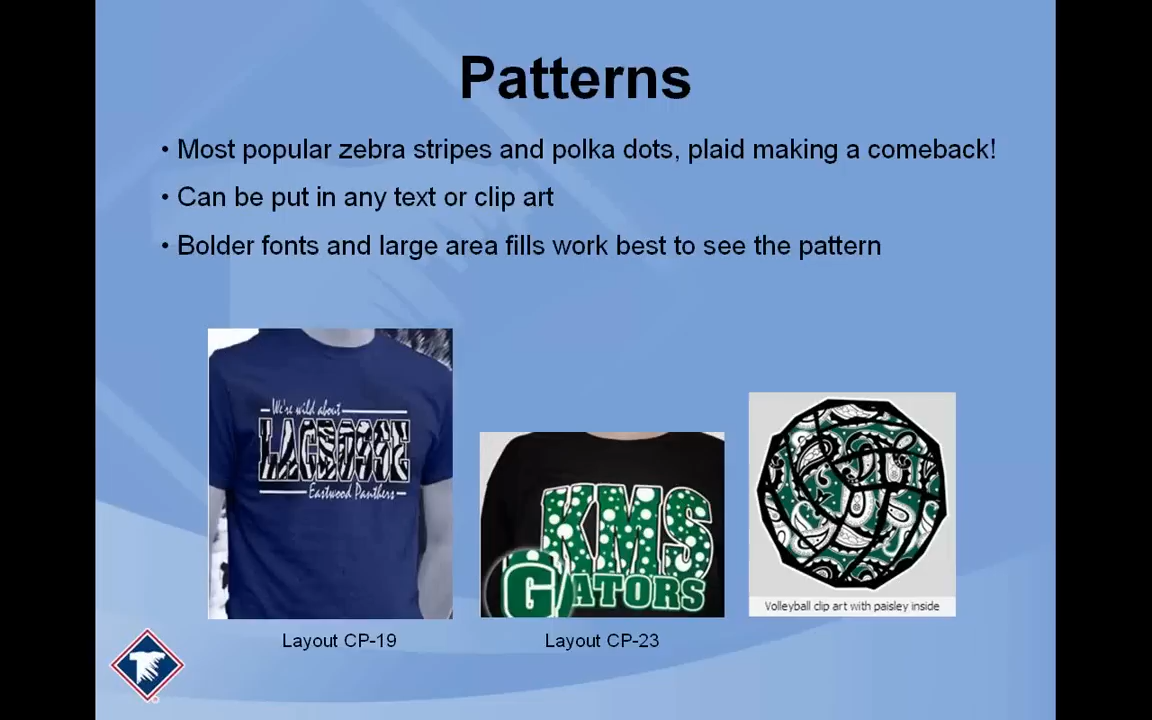 Patterns
• Most popular zebra stripes and polka dots, plaid making a comeback!
• Can be put in any text or clip art
• Bolder fonts and large area fills work best to see the pattern
We're wild about
LACROSSE
Eastwood Panthers
KMS
GATORS
Volleyball clip art with paisley inside
Layout CP-19
Layout CP-23